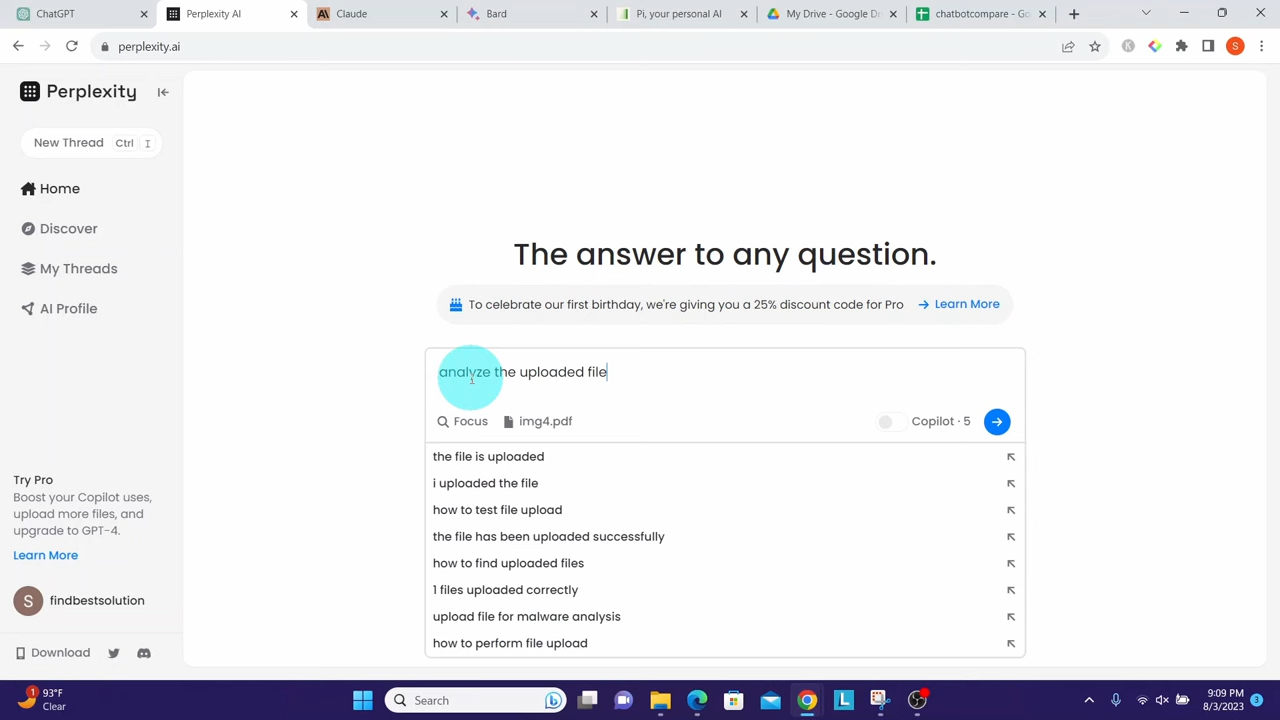 ChatGPT
Perplexity AI
Claude
Bard
Pi, your personal AI
My Drive - Google Dr
chatbotcompare - Go
perplexity.ai
S
Perplexity
New Thread Ctrl I
Home
Discover
My Threads
AI Profile
Try Pro
Boost your Copilot uses,
upload more files, and
upgrade to GPT-4.
Learn More
S findbestsolution
Download
The answer to any question.
To celebrate our first birthday, we're giving you a 25% discount code for Pro Learn More
analyze the uploaded file
Focus img4.pdf Copilot · 5
the file is uploaded
i uploaded the file
how to test file upload
the file has been uploaded successfully
how to find uploaded files
1 files uploaded correctly
upload file for malware analysis
how to perform file upload
1 93°F
Clear
Search
L
9:09 PM
8/3/2023
3